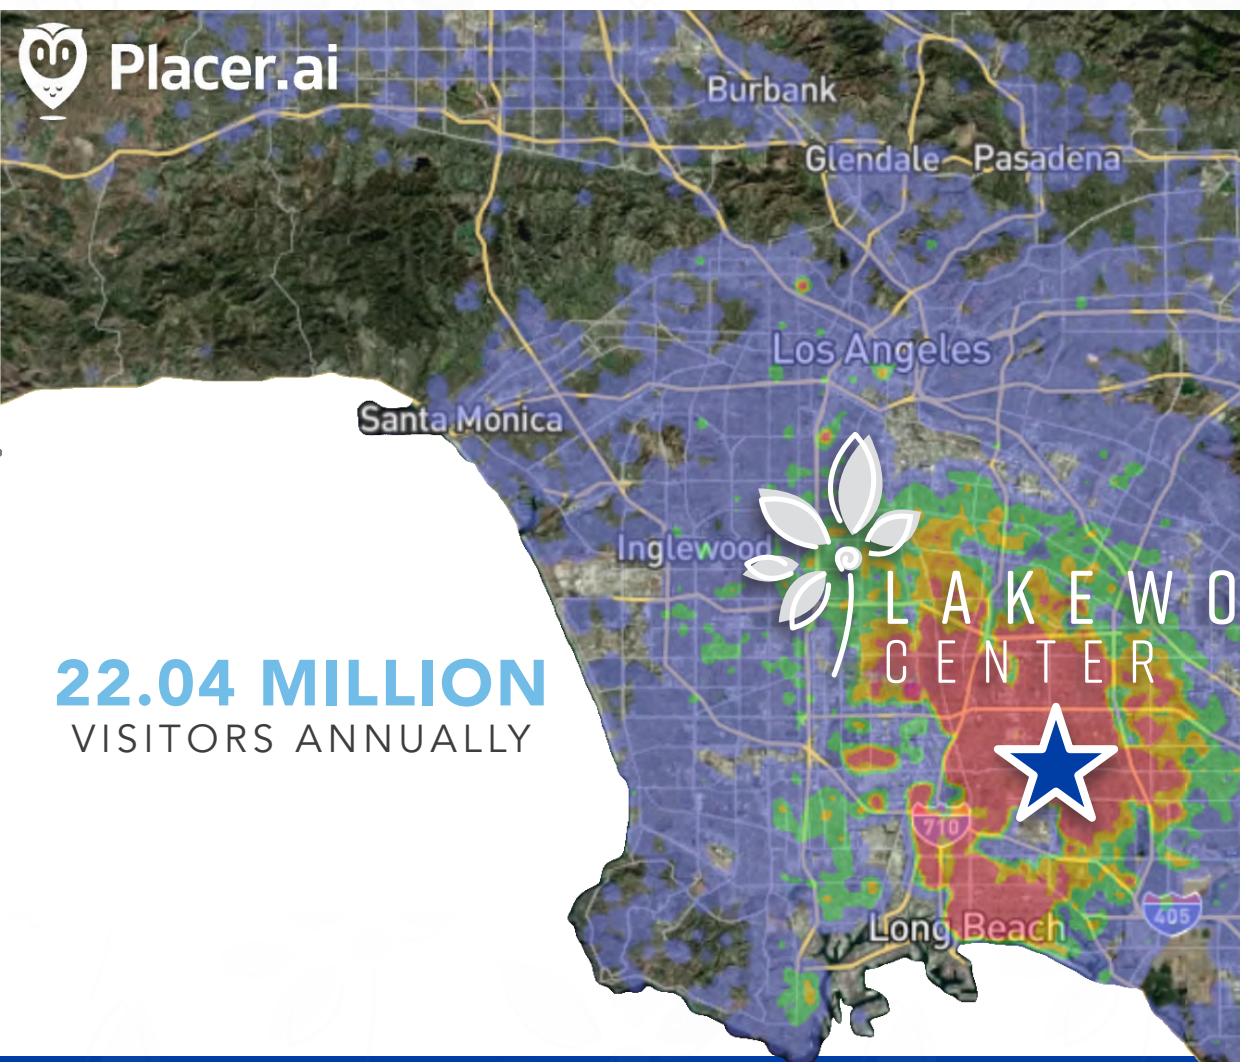 Placer.ai
Burbank
Glendale
Pasadena
Los Angeles
Santa Monica
Inglewood
LAKEWO
CENTER
22.04 MILLION
VISITORS ANNUALLY
710
Long Beach
405